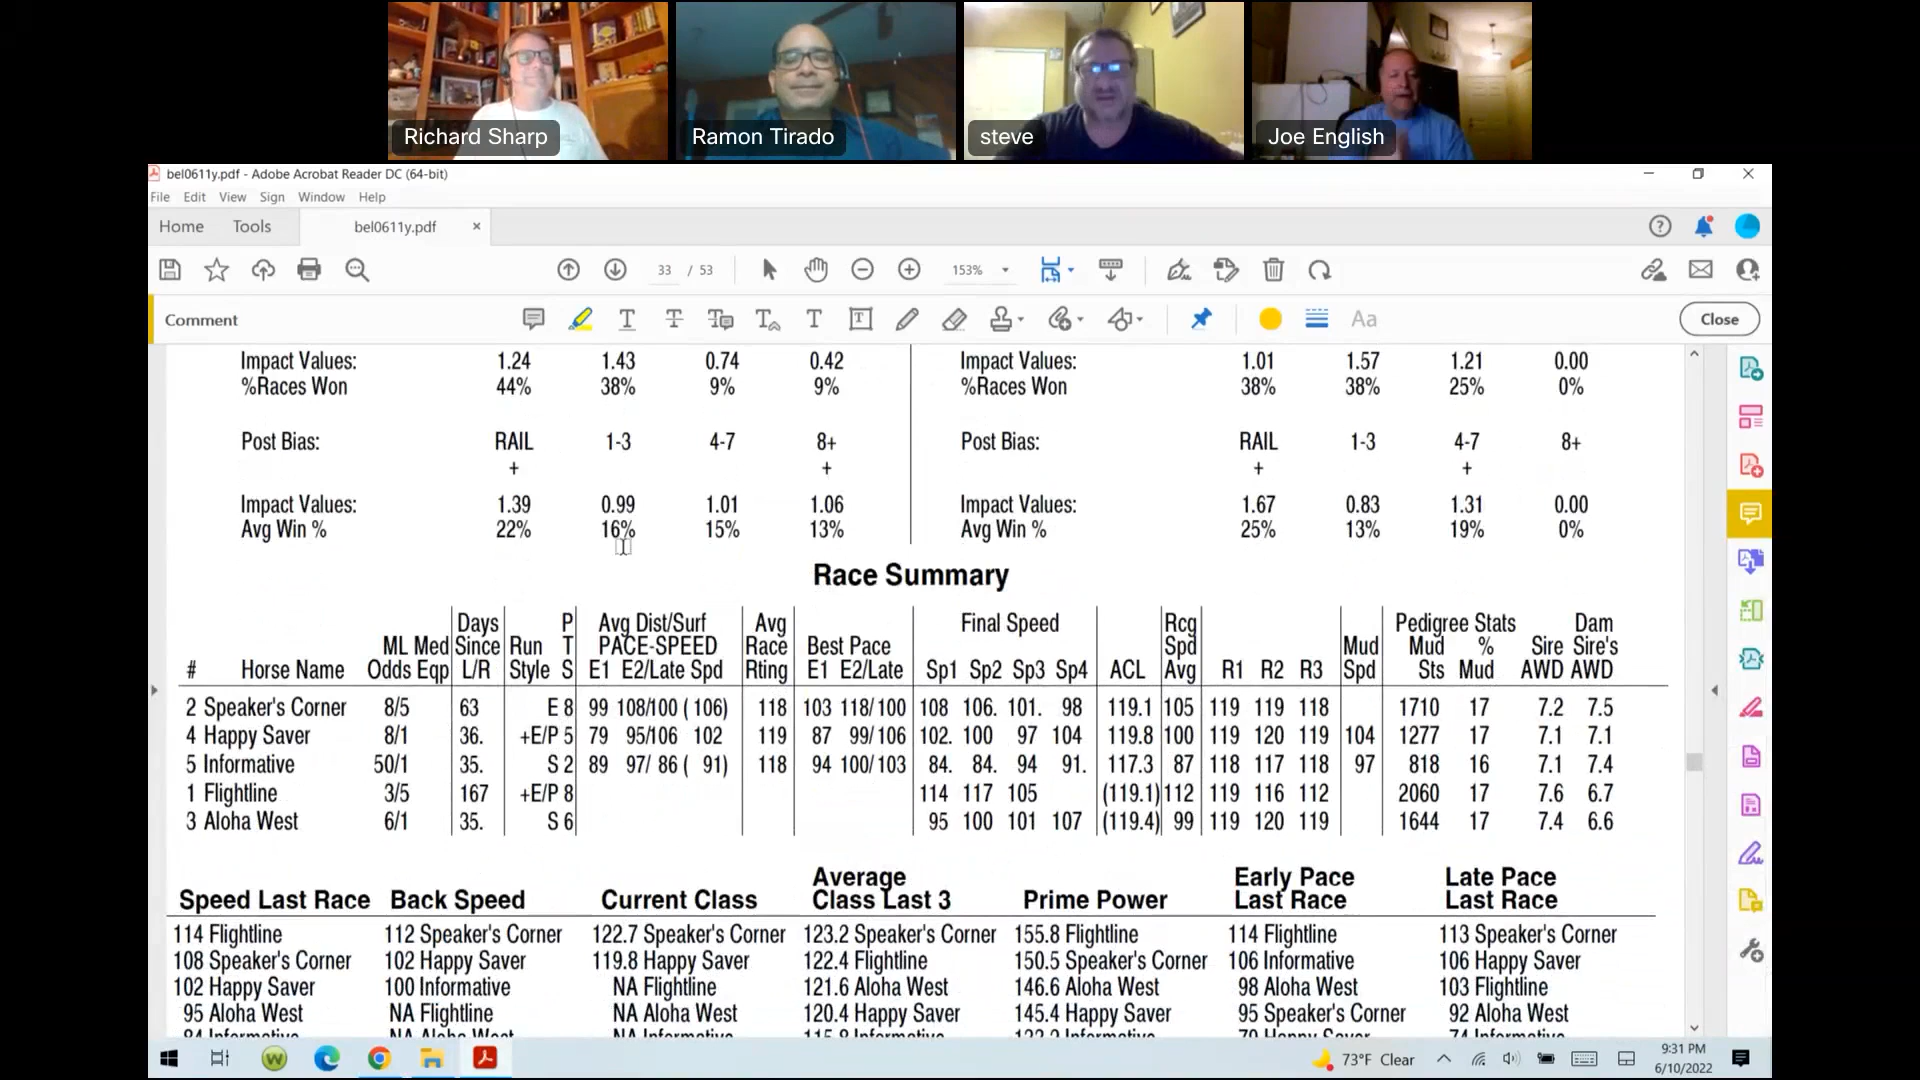 Richard Sharp
Ramon Tirado
steve
Joe English
bel0611y.pdf - Adobe Acrobat Reader DC (64-bit)
File Edit View Sign Window Help
Home Tools bel0611y.pdf ×
33 / 53 153%
Comment Aa Close
Impact Values: 1.24 1.43 0.74 0.42 Impact Values: 1.01 1.57 1.21 0.00
%Races Won 44% 38% 9% 9% %Races Won 38% 38% 25% 0%
Post Bias: RAIL 1-3 4-7 8+ Post Bias: RAIL 1-3 4-7 8+
+ + + +
Impact Values: 1.39 0.99 1.01 1.06 Impact Values: 1.67 0.83 1.31 0.00
Avg Win % 22% 16% 15% 13% Avg Win % 25% 13% 19% 0%
Race Summary
Days P Avg Dist/Surf Avg Final Speed Rcg Pedigree Stats Dam
ML Med Since Run T PACE-SPEED Race Best Pace Spd Mud Mud % Sire Sire's
# Horse Name Odds Eqp L/R Style S E1 E2/Late Spd Rting E1 E2/Late Sp1 Sp2 Sp3 Sp4 ACL Avg R1 R2 R3 Spd Sts Mud AWD AWD
2 Speaker's Corner 8/5 63 E 8 99 108/100 ( 106) 118 103 118/100 108 106. 101. 98 119.1 105 119 119 118 1710 17 7.2 7.5
4 Happy Saver 8/1 36. +E/P 5 79 95/106 102 119 87 99/106 102. 100 97 104 119.8 100 119 120 119 104 1277 17 7.1 7.1
5 Informative 50/1 35. S 2 89 97/ 86 ( 91) 118 94 100/103 84. 84. 94 91. 117.3 87 118 117 118 97 818 16 7.1 7.4
1 Flightline 3/5 167 +E/P 8 114 117 105 (119.1) 112 119 116 112 2060 17 7.6 6.7
3 Aloha West 6/1 35. S 6 95 100 101 107 (119.4) 99 119 120 119 1644 17 7.4 6.6
Average Early Pace Late Pace
Speed Last Race Back Speed Current Class Class Last 3 Prime Power Last Race Last Race
114 Flightline 112 Speaker's Corner 122.7 Speaker's Corner 123.2 Speaker's Corner 155.8 Flightline 114 Flightline 113 Speaker's Corner
108 Speaker's Corner 102 Happy Saver 119.8 Happy Saver 122.4 Flightline 150.5 Speaker's Corner 106 Informative 106 Happy Saver
102 Happy Saver 100 Informative NA Flightline 121.6 Aloha West 146.6 Aloha West 98 Aloha West 103 Flightline
95 Aloha West NA Flightline NA Aloha West 120.4 Happy Saver 145.4 Happy Saver 95 Speaker's Corner 92 Aloha West
84 Informative NA Aloha West NA Informative Informative Informative Happy Saver 74 Informative
73°F Clear
9:31 PM
6/10/2022